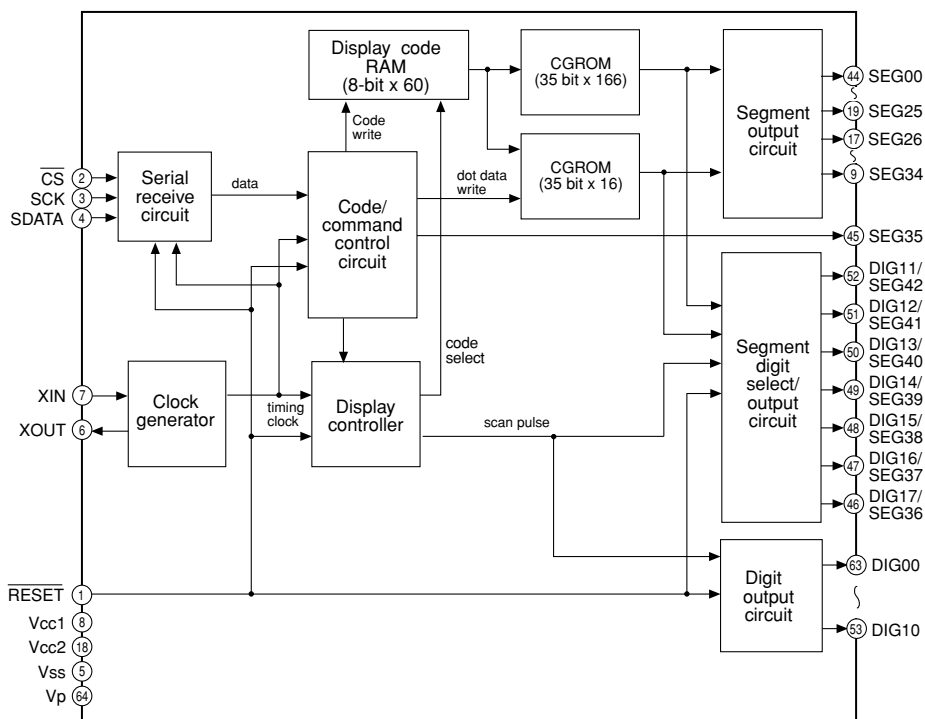 Display code
RAM
(8-bit x 60)
CGROM
(35 bit x 166)
Segment
output
circuit
44 SEG00
19 SEG25
17 SEG26
9 SEG34
Code
write
CS 2
SCK 3
SDATA 4
Serial
receive
circuit
data
Code/
command
control
circuit
dot data
write
CGROM
(35 bit x 16)
45 SEG35
52 DIG11/
SEG42
51 DIG12/
SEG41
50 DIG13/
SEG40
49 DIG14/
SEG39
48 DIG15/
SEG38
47 DIG16/
SEG37
46 DIG17/
SEG36
Segment
digit
select/
output
circuit
code
select
XIN 7
XOUT 6
Clock
generator
timing
clock
Display
controller
scan pulse
RESET 1
Vcc1 8
Vcc2 18
Vss 5
Vp 64
Digit
output
circuit
63 DIG00
53 DIG10